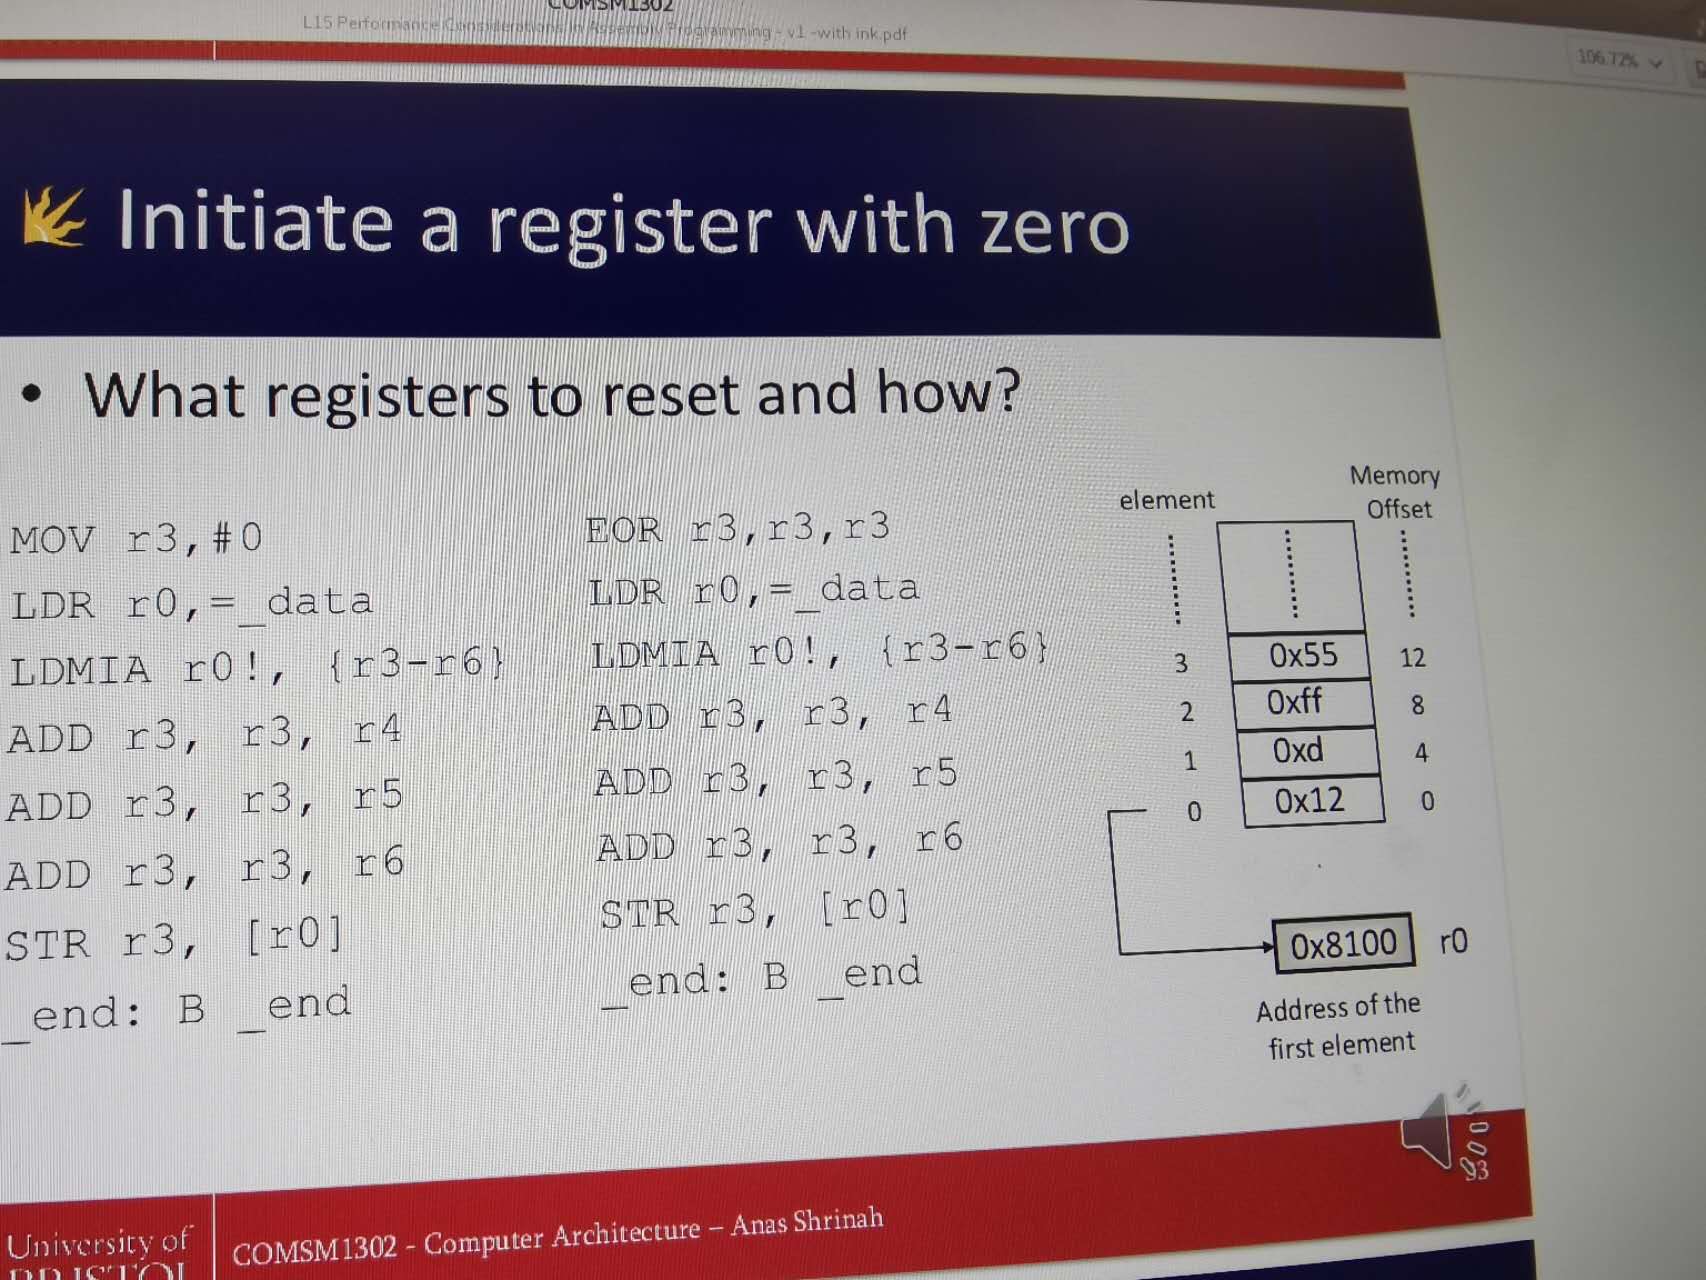 COMSM1302
L15 Performance Considerations in Assembly Programming - v1 -with ink.pdf
106.72%
Initiate a register with zero
• What registers to reset and how?
MOV r3,#0
LDR r0,=_data
LDMIA r0!, {r3-r6}
ADD r3, r3, r4
ADD r3, r3, r5
ADD r3, r3, r6
STR r3, [r0]
_end: B _end
EOR r3,r3,r3
LDR r0,=_data
LDMIA r0!, {r3-r6}
ADD r3, r3, r4
ADD r3, r3, r5
ADD r3, r3, r6
STR r3, [r0]
_end: B _end
element
Memory
Offset
3 0x55 12
2 0xff 8
1 0xd 4
0 0x12 0
0x8100 r0
Address of the
first element
93
University of
BRISTOL
COMSM1302 - Computer Architecture – Anas Shrinah